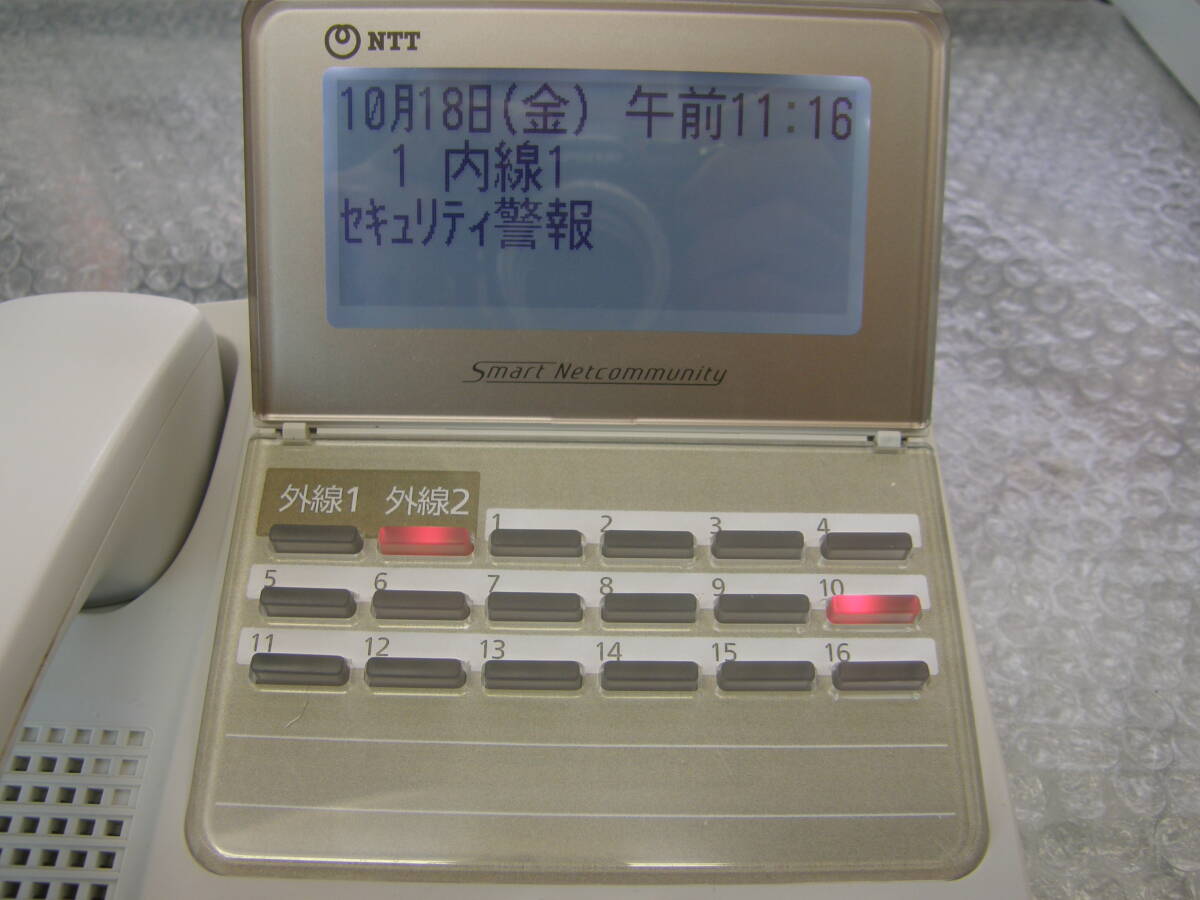 NTT
10月18日(金) 午前11:16
1 内線1
ｾｷｭﾘﾃｨ警報
Smart Netcommunity
外線1 外線2
1 2 3 4
5 6 7 8 9 10
11 12 13 14 15 16